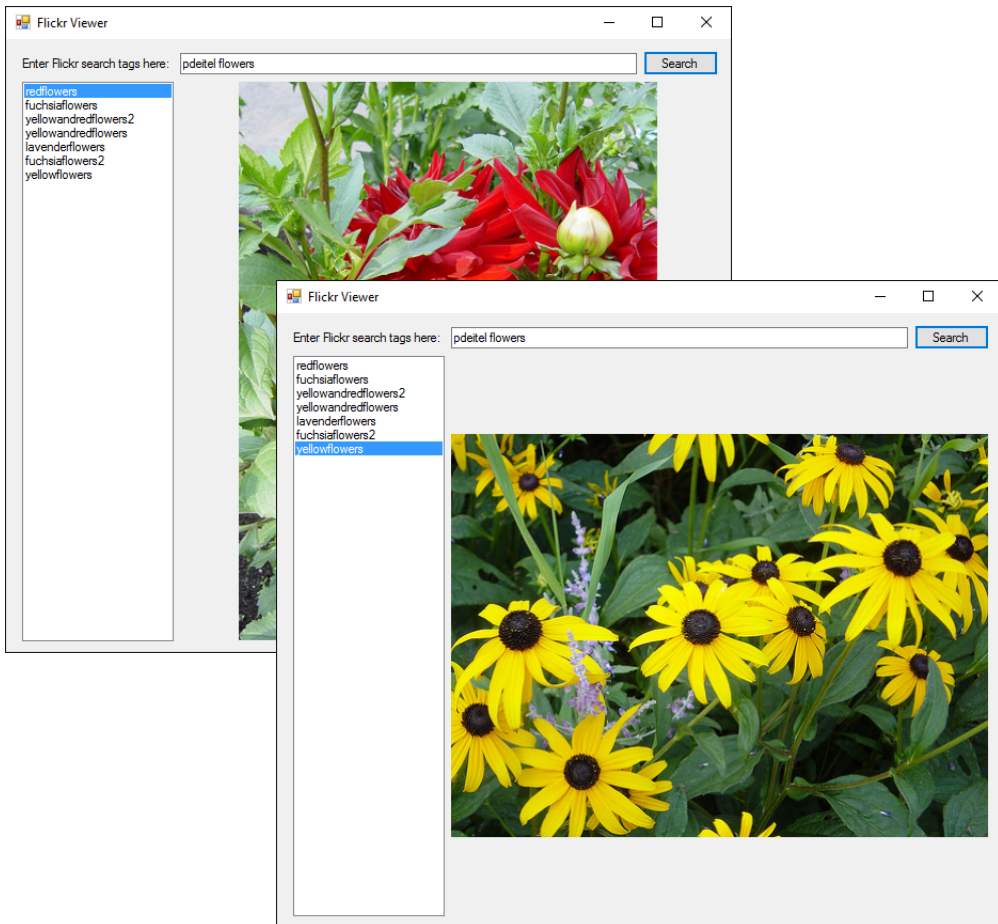 Flickr Viewer
Enter Flickr search tags here: pdeitel flowers Search
redflowers
fuchsiaflowers
yellowandredflowers2
yellowandredflowers
lavenderflowers
fuchsiaflowers2
yellowflowers
Flickr Viewer
Enter Flickr search tags here: pdeitel flowers Search
redflowers
fuchsiaflowers
yellowandredflowers2
yellowandredflowers
lavenderflowers
fuchsiaflowers2
yellowflowers